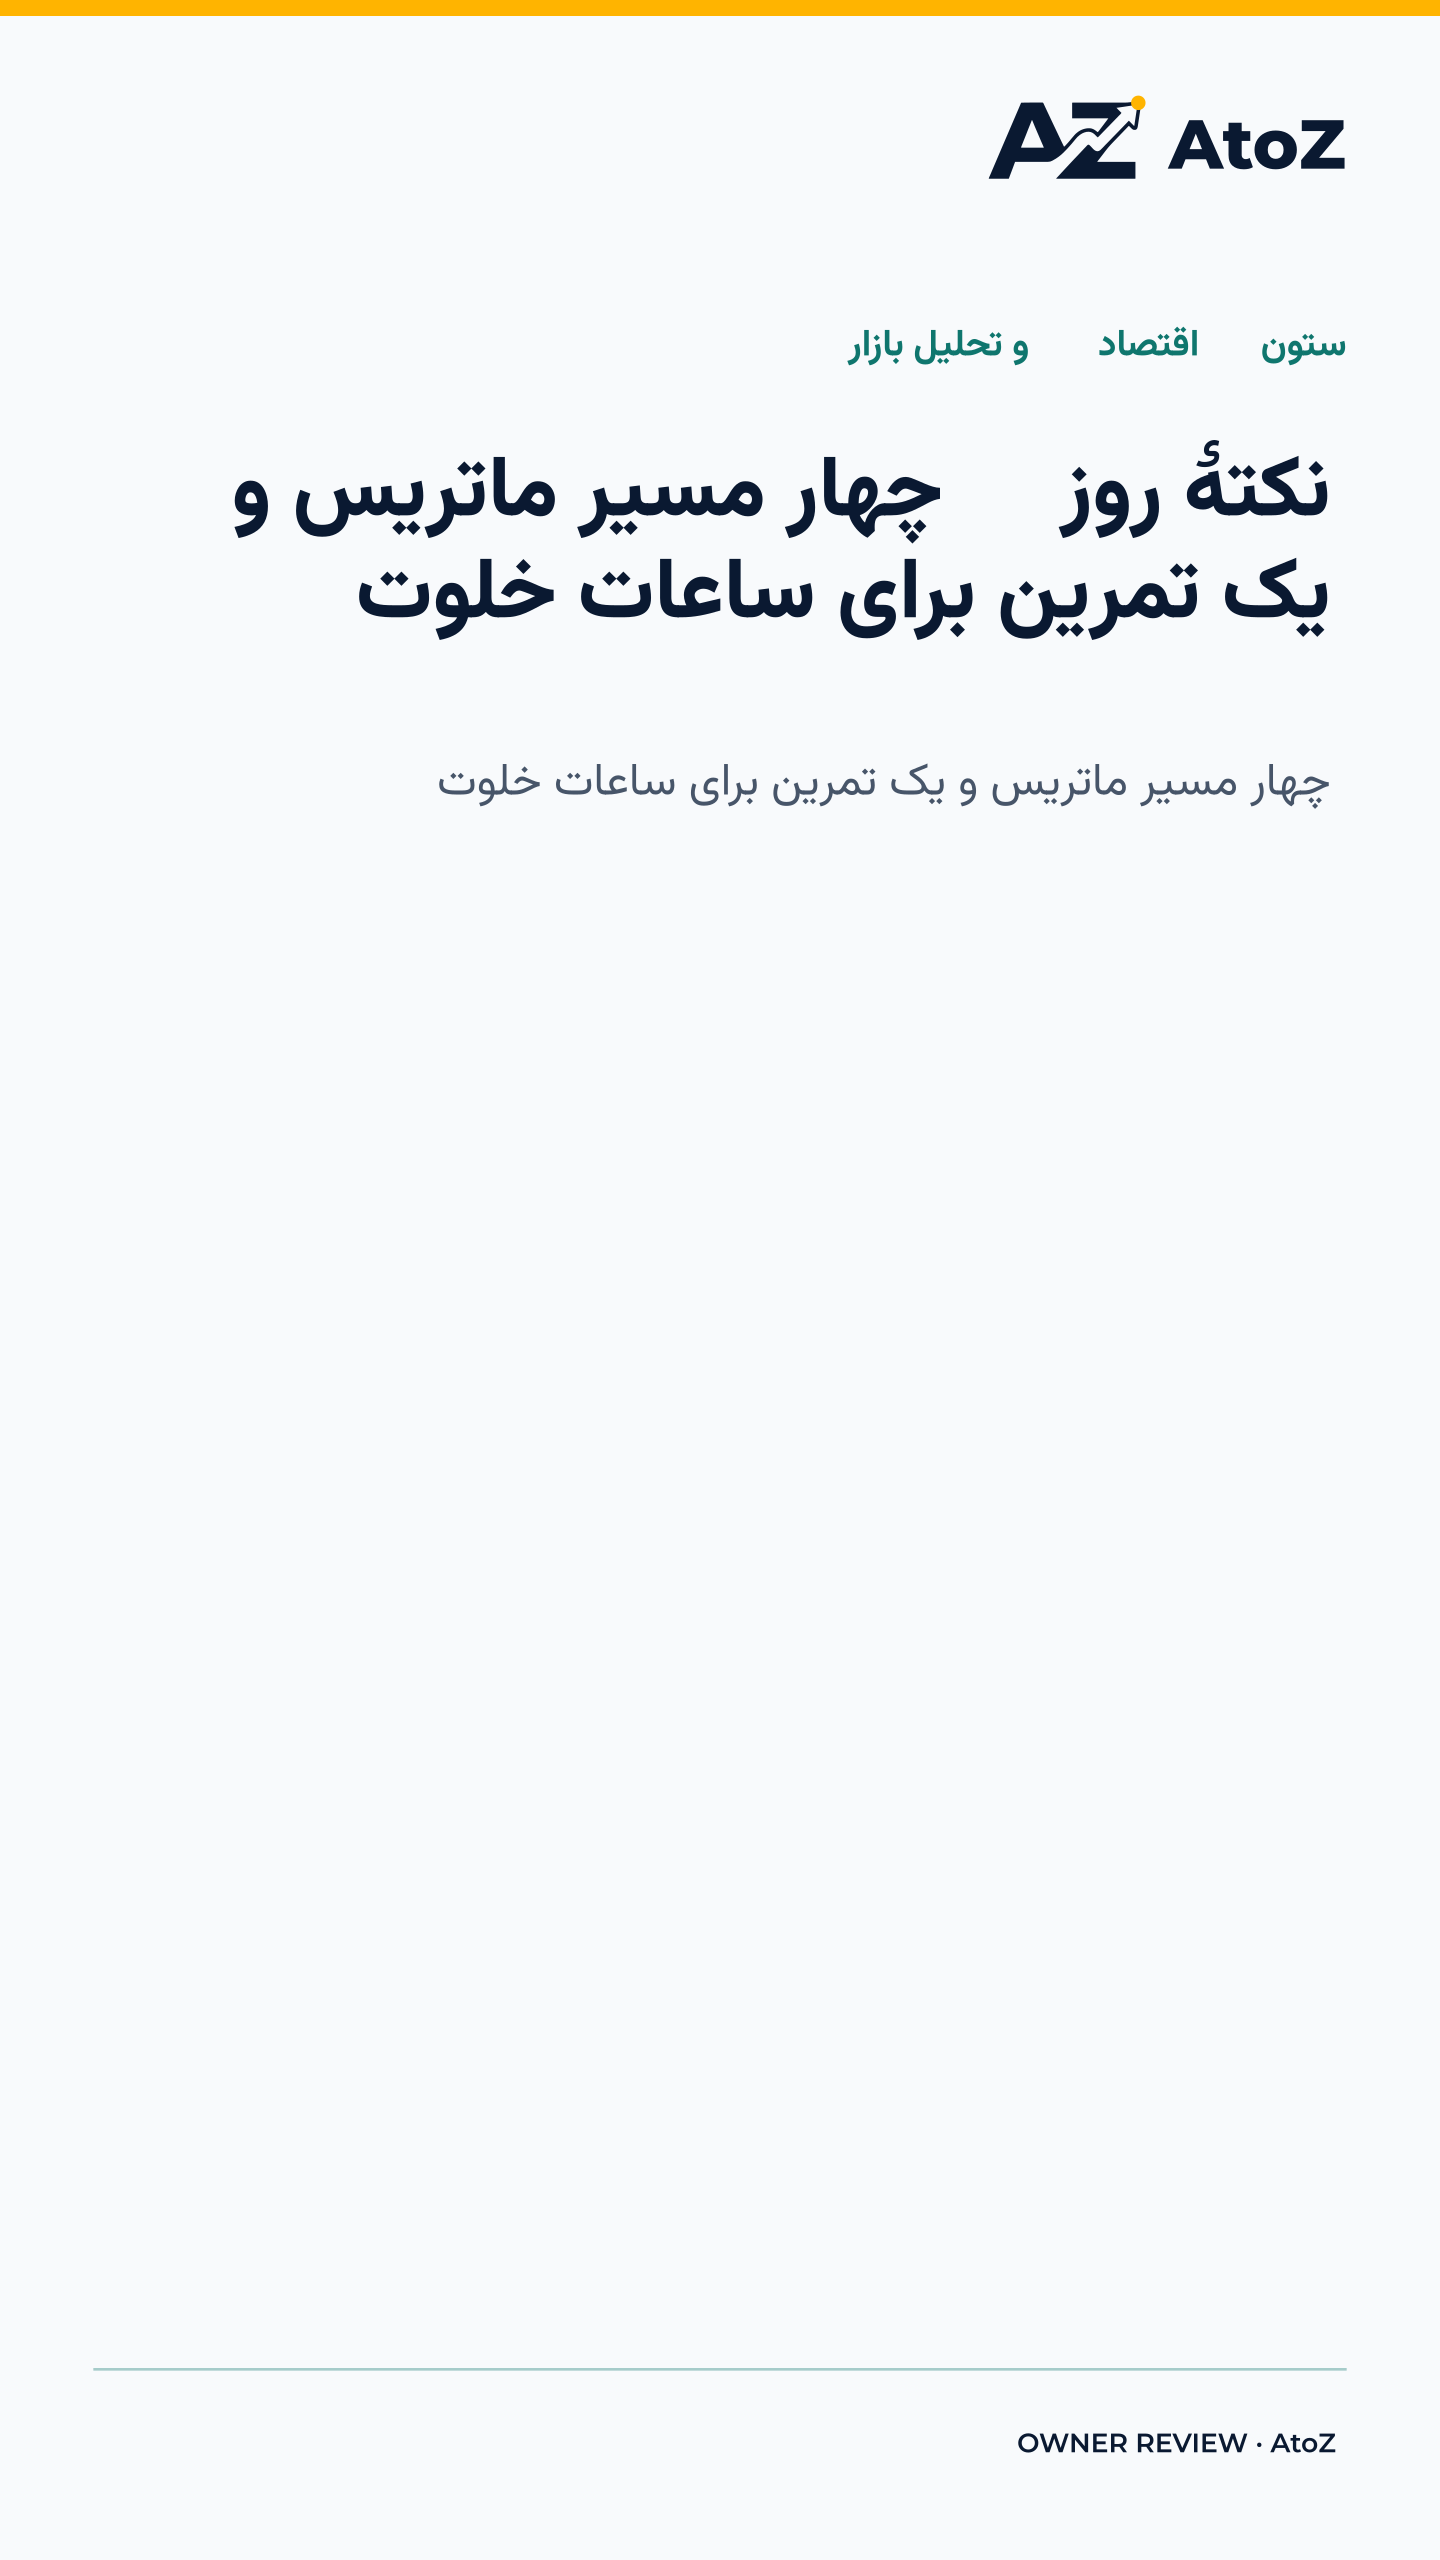 AZ AtoZ
ستون اقتصاد و تحلیل بازار
نکتهٔ روز چهار مسیر ماتریس و
یک تمرین برای ساعات خلوت
چهار مسیر ماتریس و یک تمرین برای ساعات خلوت
OWNER REVIEW · AtoZ